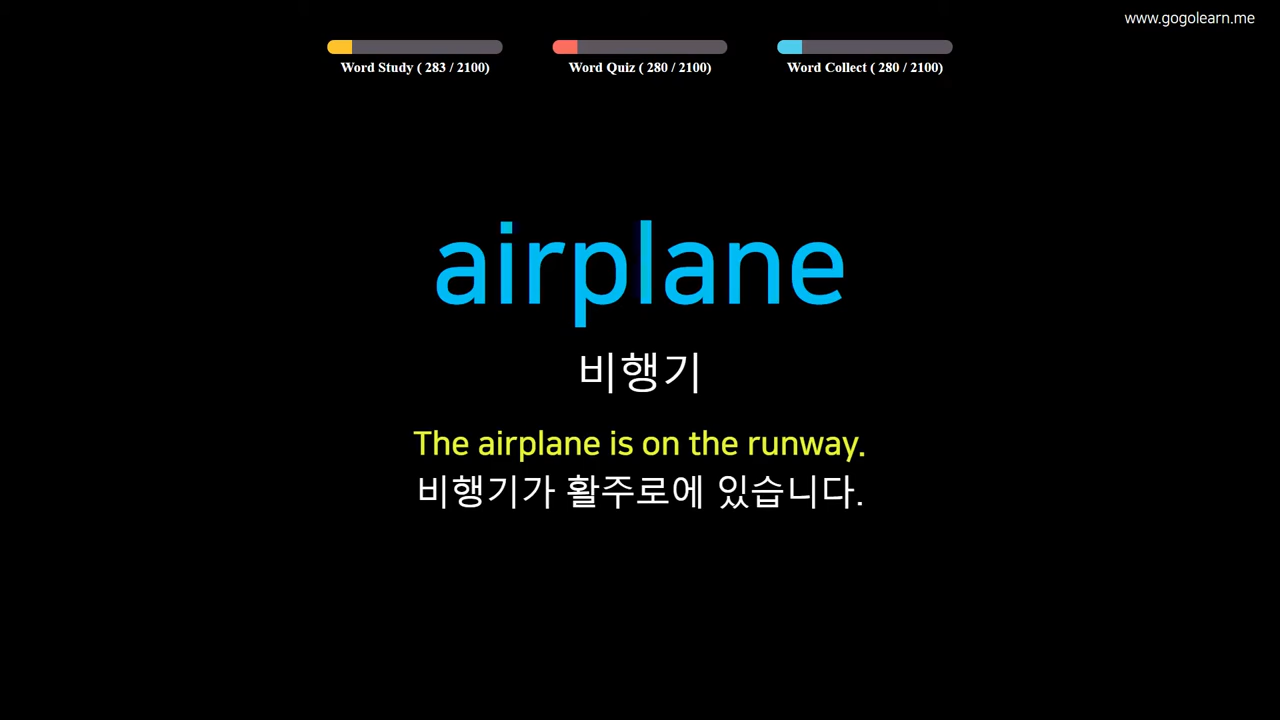 www.gogolearn.me
Word Study ( 283 / 2100)
Word Quiz ( 280 / 2100)
Word Collect ( 280 / 2100)
airplane
비행기
The airplane is on the runway.
비행기가 활주로에 있습니다.